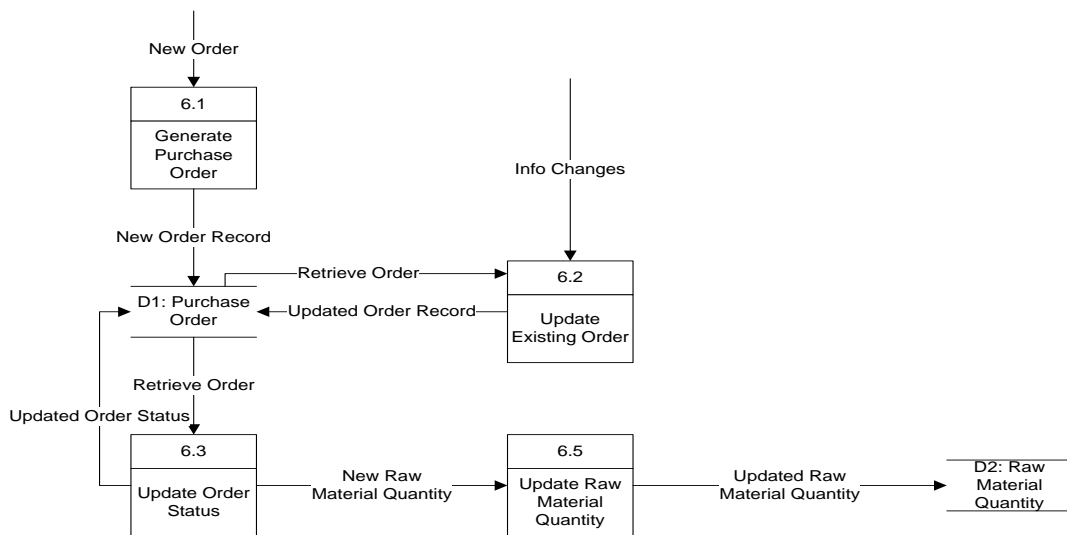 New Order
6.1
Generate
Purchase
Order
Info Changes
New Order Record
Retrieve Order
6.2
D1: Purchase
Order
Updated Order Record
Update
Existing Order
Retrieve Order
Updated Order Status
6.3
6.5
Update Order
Status
New Raw
Material Quantity
Update Raw
Material
Quantity
Updated Raw
Material Quantity
D2: Raw
Material
Quantity